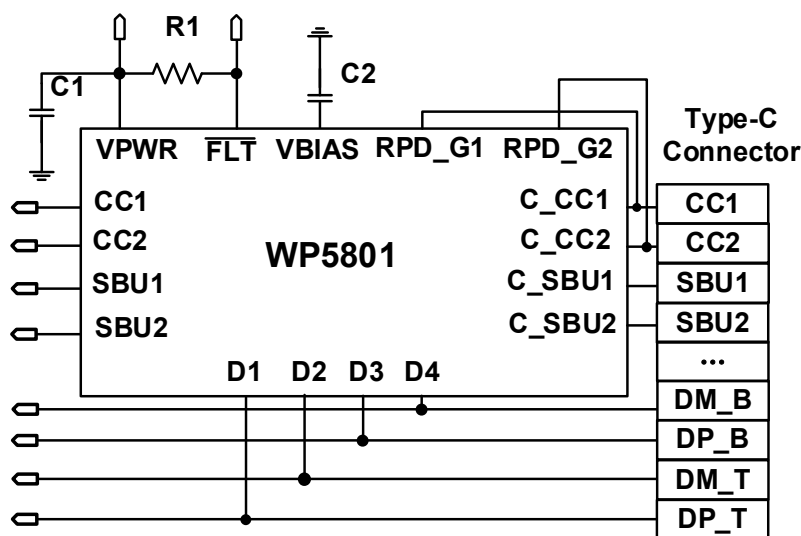 R1
C1
C2
VPWR
FLT
VBIAS
RPD_G1
RPD_G2
Type-C
Connector
CC1
CC2
SBU1
SBU2
WP5801
C_CC1
C_CC2
C_SBU1
C_SBU2
D1
D2
D3
D4
CC1
CC2
SBU1
SBU2
...
DM_B
DP_B
DM_T
DP_T